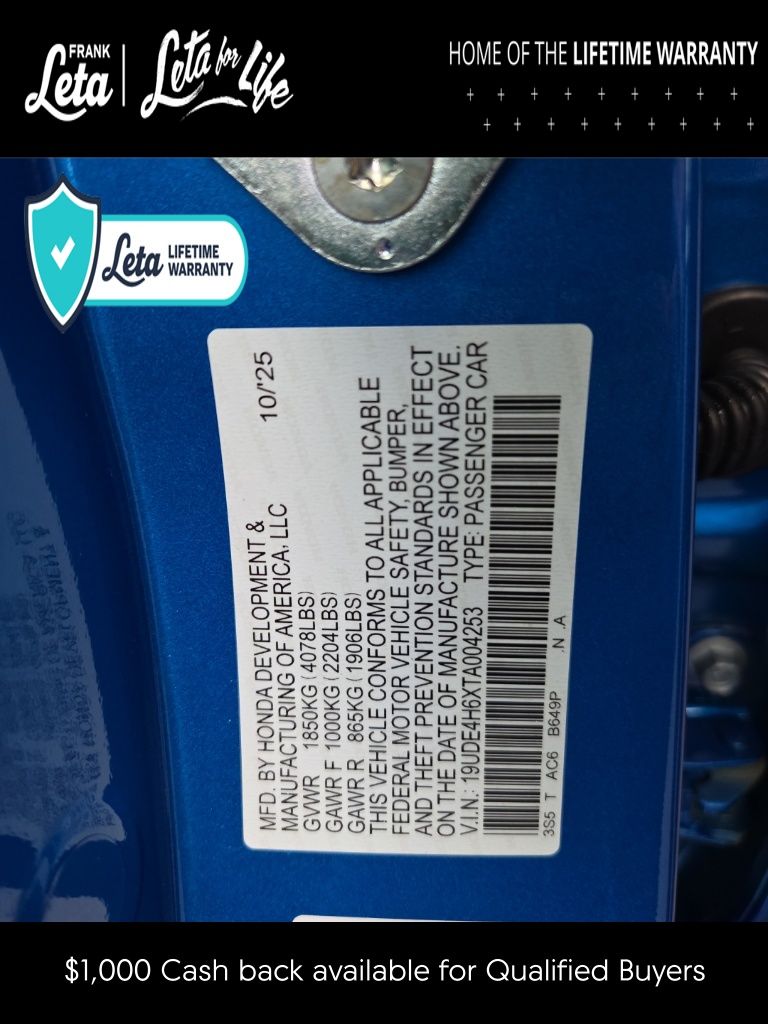 FRANK
Leta
Leta for Life
HOME OF THE LIFETIME WARRANTY
Leta LIFETIME
WARRANTY
MFD. BY HONDA DEVELOPMENT & 10/'25
MANUFACTURING OF AMERICA, LLC
GVWR 1850KG (4078LBS)
GAWR F 1000KG (2204LBS)
GAWR R 865KG (1906LBS)
THIS VEHICLE CONFORMS TO ALL APPLICABLE
FEDERAL MOTOR VEHICLE SAFETY, BUMPER,
AND THEFT PREVENTION STANDARDS IN EFFECT
ON THE DATE OF MANUFACTURE SHOWN ABOVE.
V.I.N.: 19UDE4H6XTA004253 TYPE: PASSENGER CAR
3S5 T AC6 B649P .N .A
$1,000 Cash back available for Qualified Buyers